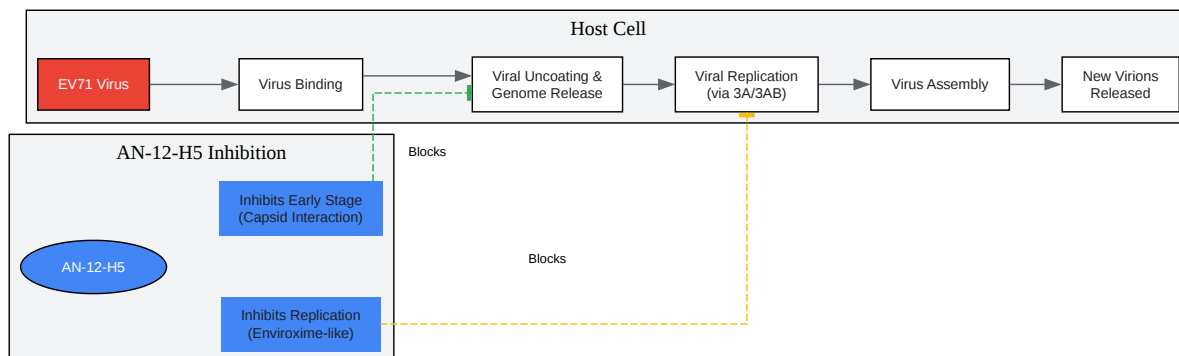 Host Cell
EV71 Virus
Virus Binding
Viral Uncoating &
Genome Release
Viral Replication
(via 3A/3AB)
Virus Assembly
New Virions
Released
AN-12-H5 Inhibition
Blocks
Inhibits Early Stage
(Capsid Interaction)
AN-12-H5
Blocks
Inhibits Replication
(Enviroxime-like)